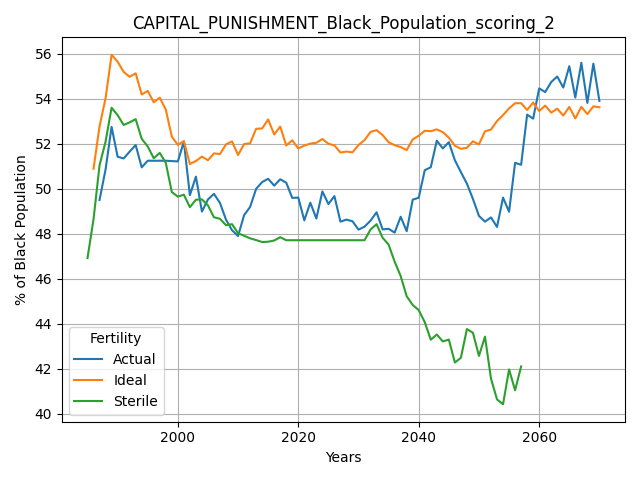 CAPITAL_PUNISHMENT_Black_Population_scoring_2
% of Black Population
56
54
52
50
48
46
44
42
40
Fertility
Actual
Ideal
Sterile
2000
2020
2040
2060
Years